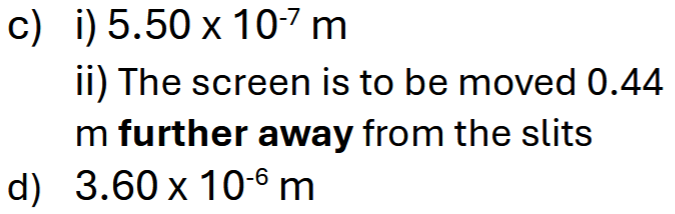 c) i) 5.50 x 10⁻⁷ m
ii) The screen is to be moved 0.44
m further away from the slits
d) 3.60 x 10⁻⁶ m